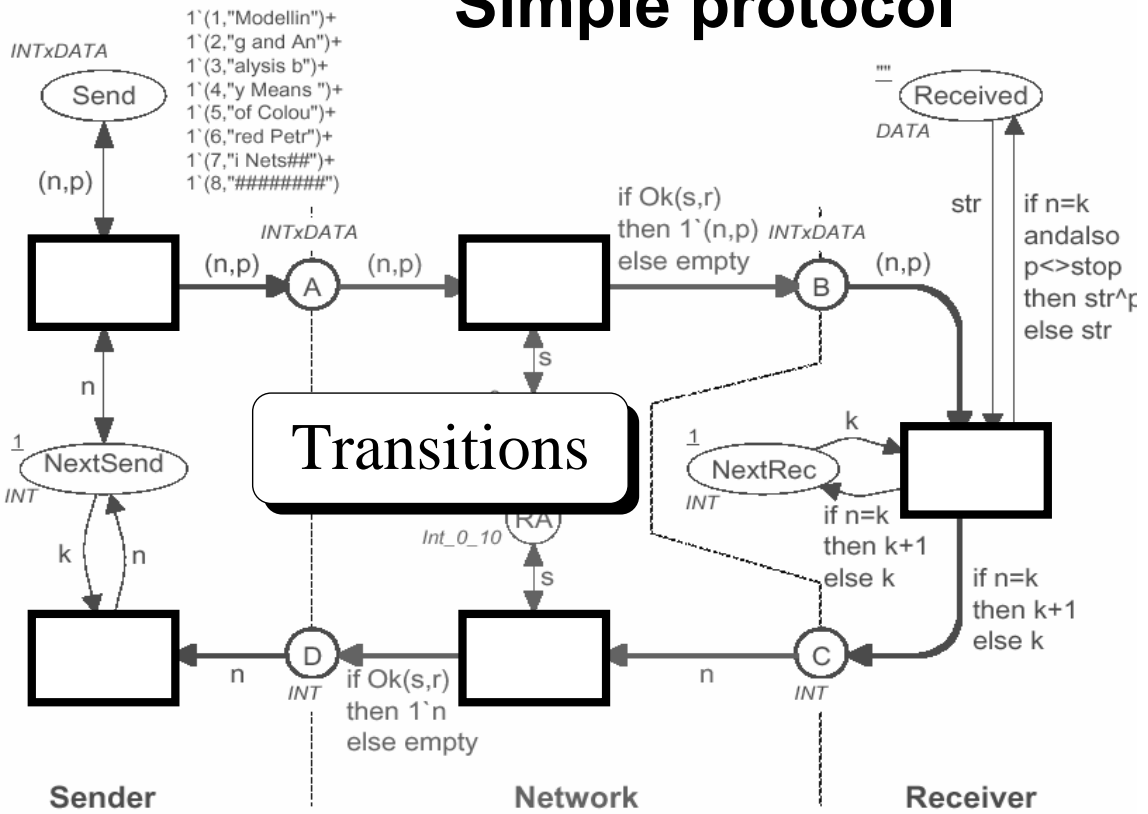 Simple protocol
1`(1,"Modellin")+
1`(2,"g and An")+
1`(3,"alysis b")+
1`(4,"y Means ")+
1`(5,"of Colou")+
1`(6,"red Petr")+
1`(7,"i Nets##")+
1`(8,"########")
INTxDATA
Send
(n,p)
""
Received
DATA
str
if n=k
andalso
p<>stop
then str^p
else str
if Ok(s,r)
then 1`(n,p)
else empty
INTxDATA
(n,p)
A
(n,p)
INTxDATA
B
(n,p)
s
n
1
NextSend
INT
Transitions
1
NextRec
INT
k
if n=k
then k+1
else k
RA
Int_0_10
s
k
n
if n=k
then k+1
else k
n
D
INT
if Ok(s,r)
then 1`n
else empty
n
C
INT
Sender
Network
Receiver